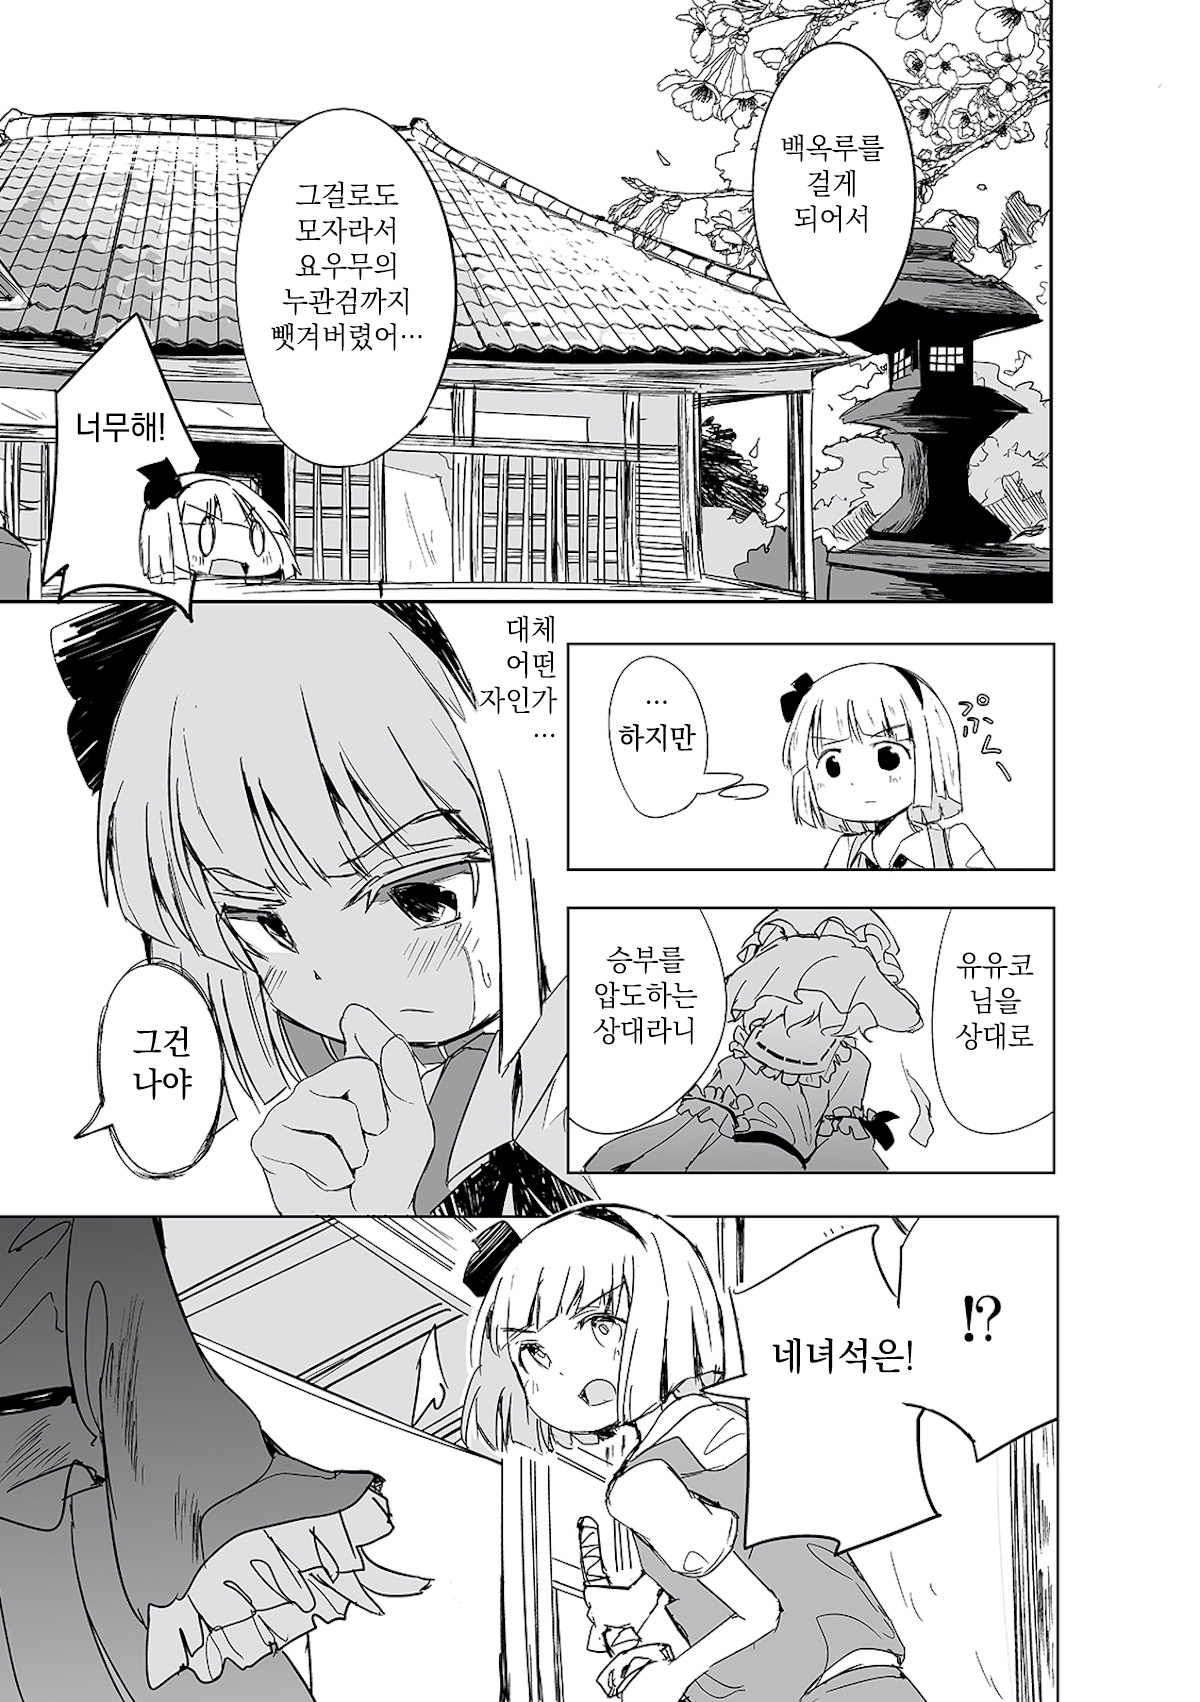 백옥루를
걸게
되어서
그걸로도
모자라서
요우무의
누관검까지
뺏겨버렸어…
너무해!
…
하지만
ぷくー
유유코
님을
상대로
승부를
압도하는
상대라니
대체
어떤
자인가
…
그건
나야
!?
네녀석은!